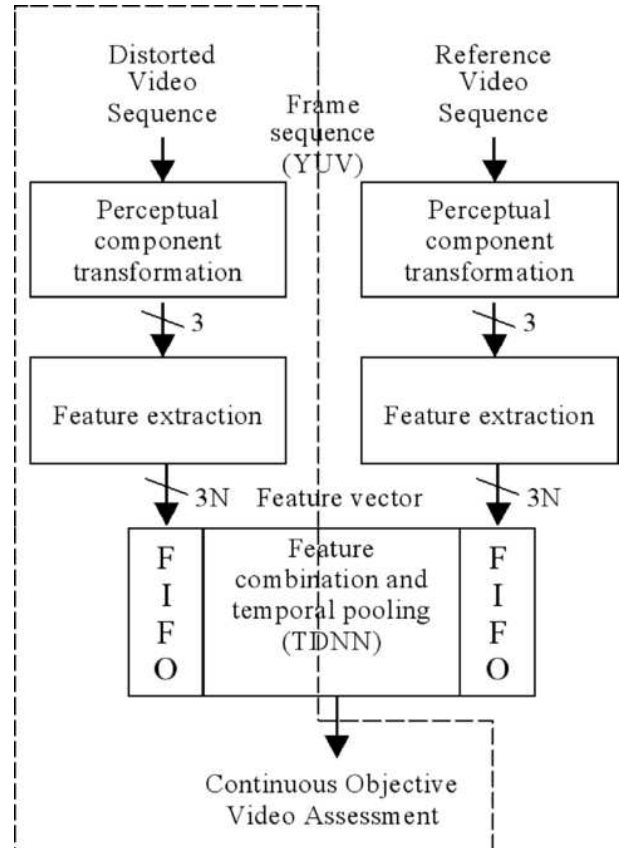 Distorted
Video
Sequence
Frame
sequence
(YUV)
Reference
Video
Sequence
Perceptual
component
transformation
Perceptual
component
transformation
3
3
Feature extraction
Feature extraction
3N
Feature vector
3N
F
I
F
O
Feature
combination and
temporal pooling
(TDNN)
F
I
F
O
Continuous Objective
Video Assessment